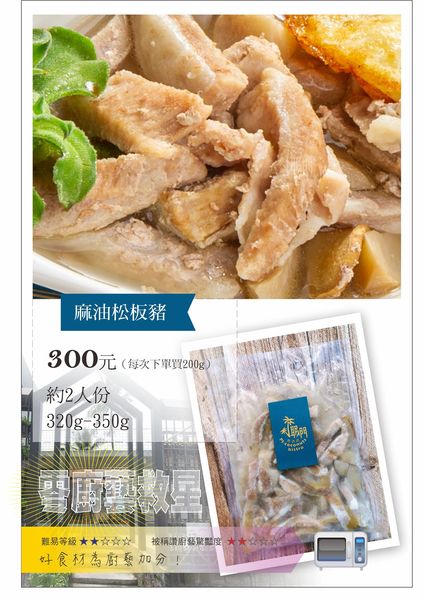 麻油松板豬
300元（每次下單買200g）
約2人份
320g-350g
雲廚藝教星
難易等級 ★★☆☆☆ 被稱讚廚藝驚豔度 ★★☆☆☆
好食材為廚藝加分！